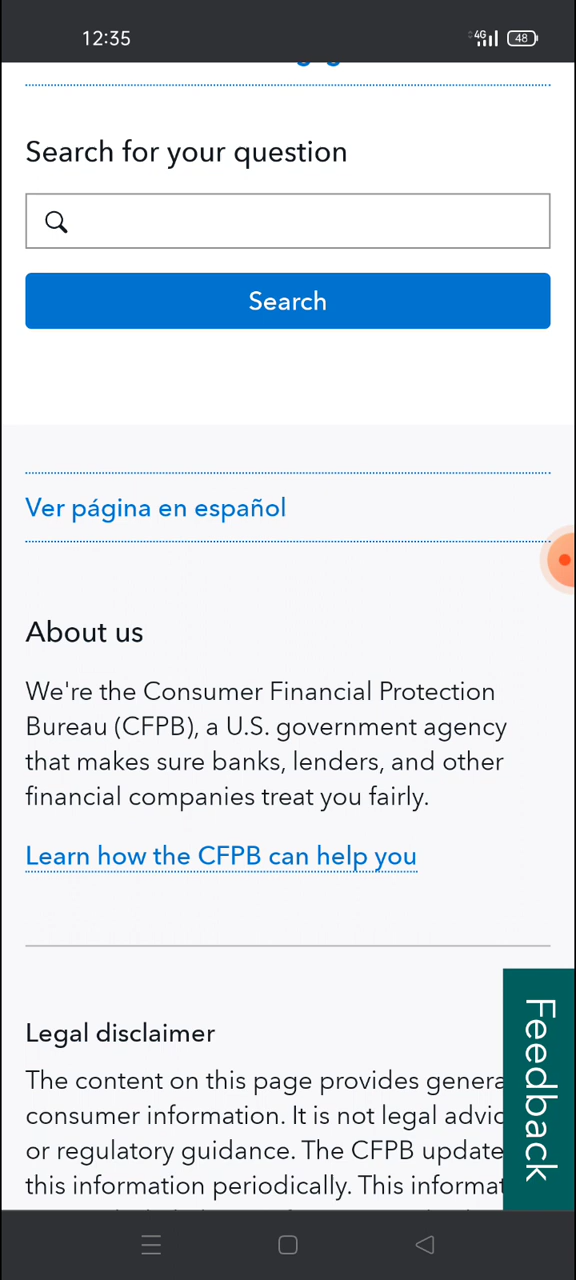 12:35
4G
48
Search for your question
Search
Ver página en español
About us
We're the Consumer Financial Protection
Bureau (CFPB), a U.S. government agency
that makes sure banks, lenders, and other
financial companies treat you fairly.
Learn how the CFPB can help you
Feedback
Legal disclaimer
The content on this page provides genera
consumer information. It is not legal advic
or regulatory guidance. The CFPB update
this information periodically. This informat